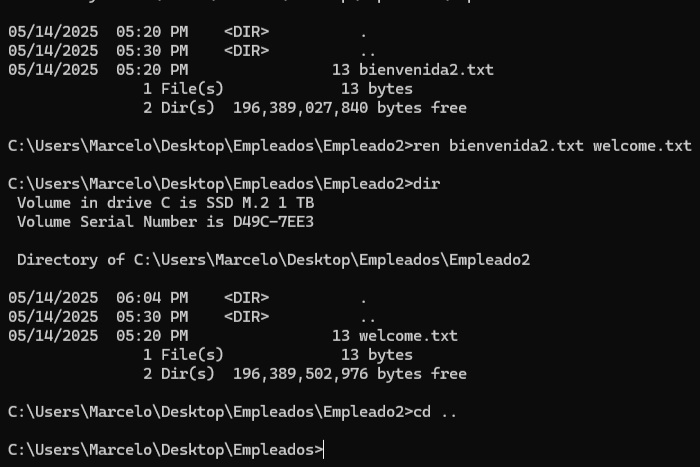 05/14/2025  05:20 PM    <DIR>          .
05/14/2025  05:30 PM    <DIR>          ..
05/14/2025  05:20 PM                13 bienvenida2.txt
               1 File(s)             13 bytes
               2 Dir(s)  196,389,027,840 bytes free
C:\Users\Marcelo\Desktop\Empleados\Empleado2>ren bienvenida2.txt welcome.txt
C:\Users\Marcelo\Desktop\Empleados\Empleado2>dir
 Volume in drive C is SSD M.2 1 TB
 Volume Serial Number is D49C-7EE3
 Directory of C:\Users\Marcelo\Desktop\Empleados\Empleado2
05/14/2025  06:04 PM    <DIR>          .
05/14/2025  05:30 PM    <DIR>          ..
05/14/2025  05:20 PM                13 welcome.txt
               1 File(s)             13 bytes
               2 Dir(s)  196,389,502,976 bytes free
C:\Users\Marcelo\Desktop\Empleados\Empleado2>cd ..
C:\Users\Marcelo\Desktop\Empleados>